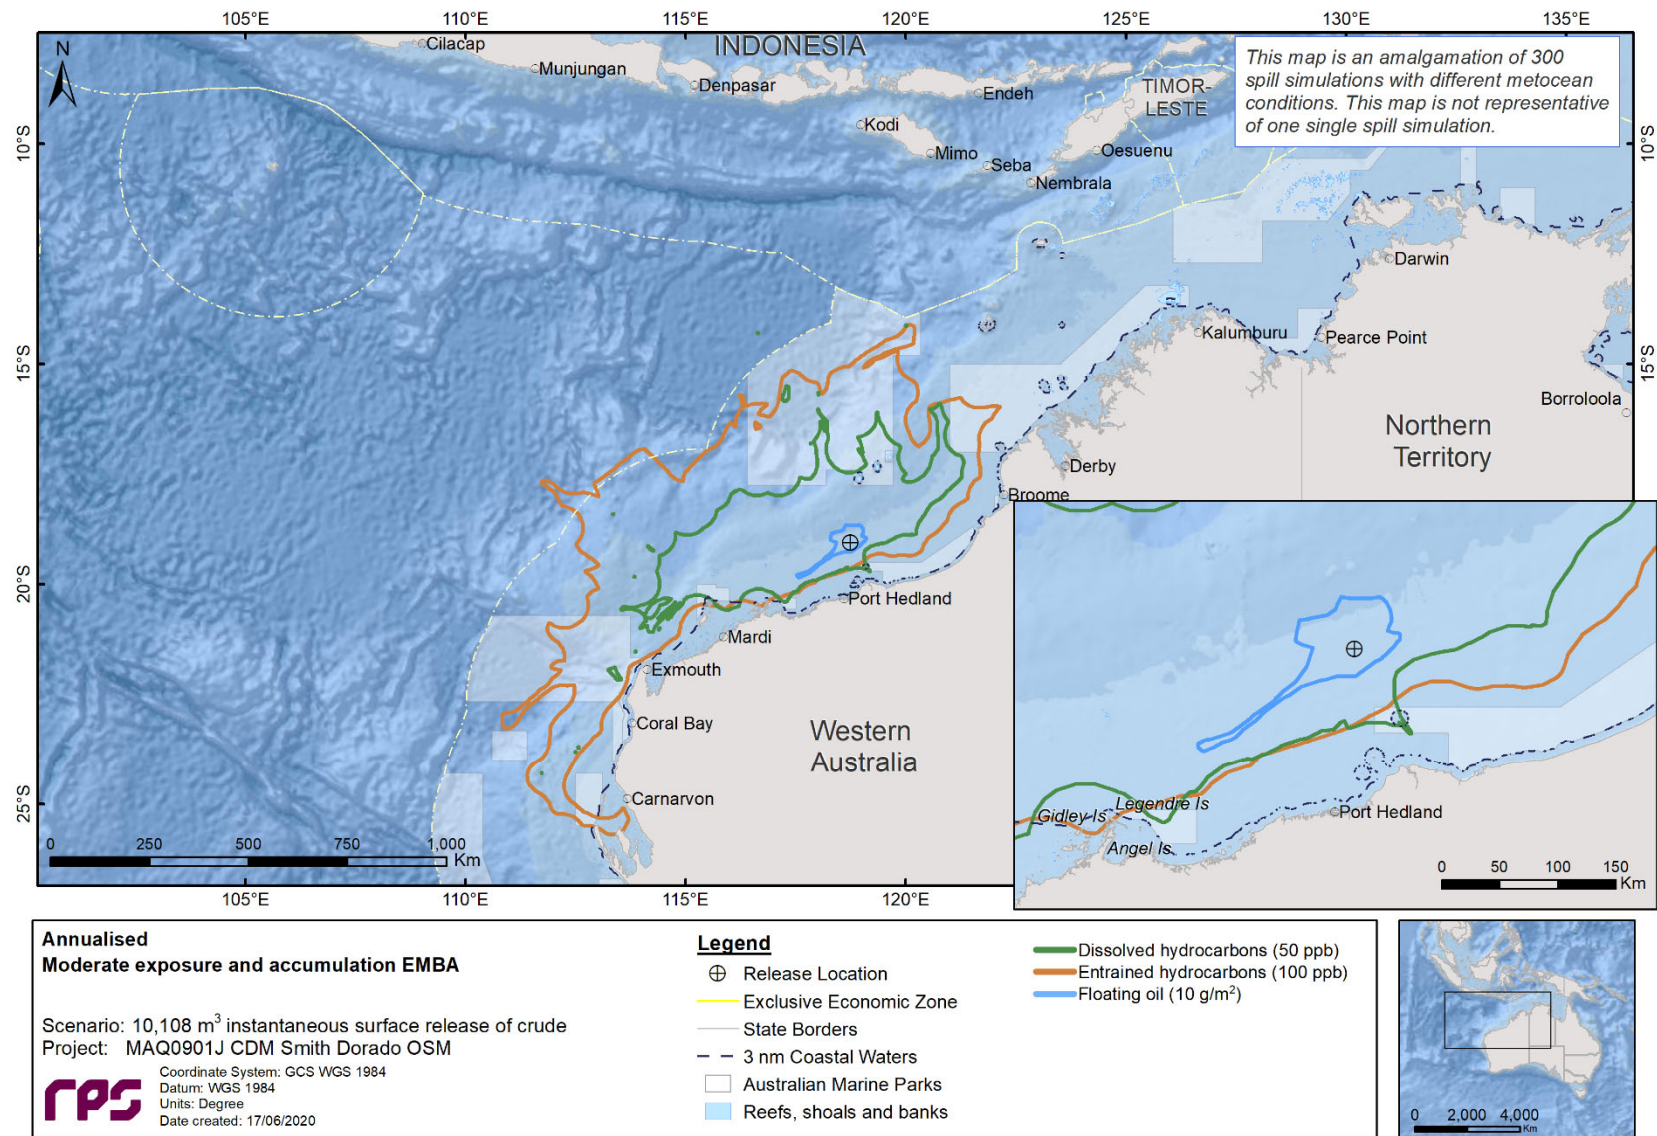 105°E 110°E 115°E 120°E 125°E 130°E 135°E
N
Cilacap
INDONESIA
Munjungan
Denpasar
Endeh
TIMOR-
LESTE
This map is an amalgamation of 300
spill simulations with different metocean
conditions. This map is not representative
of one single spill simulation.
10°S
10°S
Kodi
Mimo
Seba
Oesuenu
Nembrala
Darwin
Kalumburu
Pearce Point
15°S
15°S
Borroloola
Northern
Territory
Derby
Broome
20°S
Port Hedland
Mardi
Exmouth
Coral Bay
Western
Australia
Carnarvon
25°S
0 250 500 750 1,000
Km
Legendre Is
Gidley Is
Port Hedland
Angel Is
0 50 100 150
Km
105°E 110°E 115°E 120°E
Annualised
Moderate exposure and accumulation EMBA
Scenario: 10,108 m³ instantaneous surface release of crude
Project: MAQ0901J CDM Smith Dorado OSM
rps
Coordinate System: GCS WGS 1984
Datum: WGS 1984
Units: Degree
Date created: 17/06/2020
Legend
Release Location
Exclusive Economic Zone
State Borders
3 nm Coastal Waters
Australian Marine Parks
Reefs, shoals and banks
Dissolved hydrocarbons (50 ppb)
Entrained hydrocarbons (100 ppb)
Floating oil (10 g/m²)
0 2,000 4,000
Km